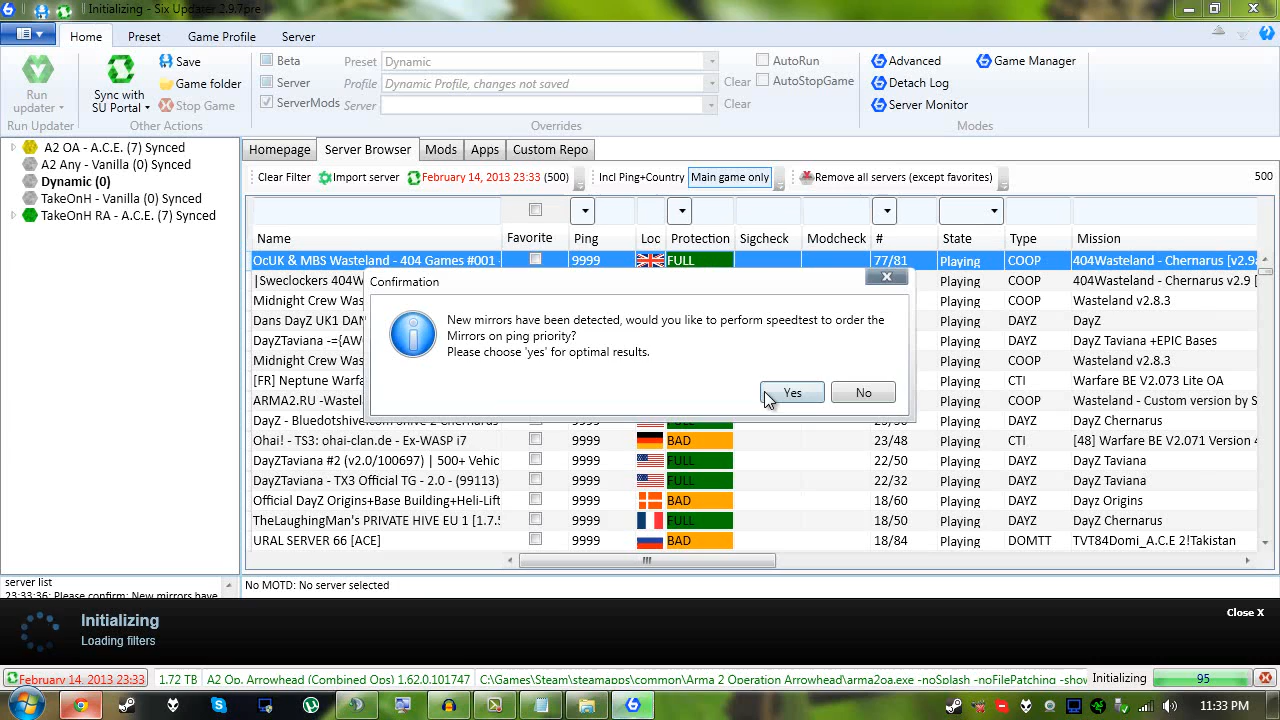 Initializing - Six Updater 2.9.7pre
Home Preset Game Profile Server
Run updater
Run Updater
Sync with SU Portal
Save
Game folder
Stop Game
Other Actions
Beta
Server
ServerMods
Preset Dynamic
Profile Dynamic Profile, changes not saved Clear
Server Clear
Overrides
AutoRun
AutoStopGame
Advanced Game Manager
Detach Log
Server Monitor
Modes
A2 OA - A.C.E. (7) Synced
A2 Any - Vanilla (0) Synced
Dynamic (0)
TakeOnH - Vanilla (0) Synced
TakeOnH RA - A.C.E. (7) Synced
Homepage Server Browser Mods Apps Custom Repo
Clear Filter Import server February 14, 2013 23:33 (500) Incl Ping+Country Main game only Remove all servers (except favorites) 500
Name Favorite Ping Loc Protection Sigcheck Modcheck # State Type Mission
OcUK & MBS Wasteland - 404 Games #001 - 9999 FULL 77/81 Playing COOP 404Wasteland - Chernarus [v2.9
|Sweclockers 404W Playing COOP 404Wasteland - Chernarus v2.9 [
Midnight Crew Was Playing COOP Wasteland v2.8.3
Dans DayZ UK1 DAN Playing DAYZ DayZ
DayZTaviana -={AW Playing DAYZ DayZTaviana +EPIC Bases
Midnight Crew Was Playing COOP Wasteland v2.8.3
[FR] Neptune Warfa Playing CTI Warfare BE V2.073 Lite OA
ARMA2.RU -Wastelan Playing COOP Wasteland - Custom version by S
DayZ - Playing DAYZ DayZ Chernarus
Ohai! - TS3: ohai-clan.de - Ex-WASP i7 9999 BAD 23/48 Playing CTI [48] Warfare BE V2.071 Version
DayZTaviana #2 (v2.0/100597) | 500+ Vehic 9999 FULL 22/50 Playing DAYZ DayZ Taviana
DayZTaviana - TX3 Official TG - 2.0 - (99113) 9999 FULL 22/32 Playing DAYZ DayZ Taviana
Official DayZ Origins+Base Building+Heli-Lift 9999 BAD 18/60 Playing DAYZ DayZ Origins
TheLaughingMan's PRIVATE HIVE EU 1 [1.7. 9999 FULL 18/50 Playing DAYZ DayZ Chernarus
URAL SERVER 66 [ACE] 9999 BAD 18/84 Playing DOMTT TVT84Domi_A.C.E 2!Takistan
Confirmation
New mirrors have been detected, would you like to perform speedtest to order the
Mirrors on ping priority?
Please choose 'yes' for optimal results.
Yes No
server list
23:33:36: Please confirm: New mirrors have
No MOTD: No server selected
Initializing
Loading filters
Close X
February 14, 2013 23:33 1.72 TB A2 Op. Arrowhead (Combined Ops) 1.62.0.101747 C:\Games\Steam\steamapps\common\Arma 2 Operation Arrowhead\arma2oa.exe -noSplash -noFilePatching -show Initializing 95
11:33 PM